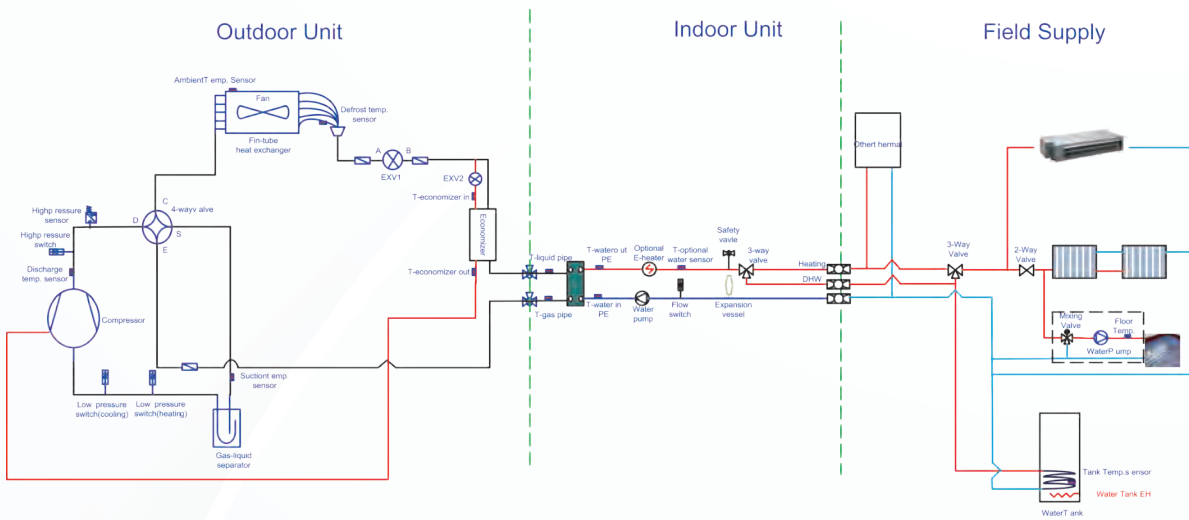 Outdoor Unit
Indoor Unit
Field Supply
AmbientT emp. Sensor
Fan
Defrost temp.
sensor
Fin-tube
heat exchanger
A
B
EXV1
EXV2
T-economizer in
Economizer
T-economizer out
C
4-wayv alve
D
S
E
Highp ressure
sensor
Highp ressure
switch
Discharge
temp. sensor
Compressor
Low pressure
switch(cooling)
Low pressure
switch(heating)
Suctiont emp
sensor
Gas-liquid
separator
T-liquid pipe
T-gas pipe
T-watero ut
PE
T-water in
PE
Optional
E-heater
T-optional
water sensor
Safety
vavle
3-way
valve
Heating
DHW
Water
pump
Flow
switch
Expansion
vessel
Othert hermal
3-Way
Valve
2-Way
Valve
Mixing
Valve
Floor
Temp.
WaterP ump
Tank Temp.s ensor
Water Tank EH
WaterT ank